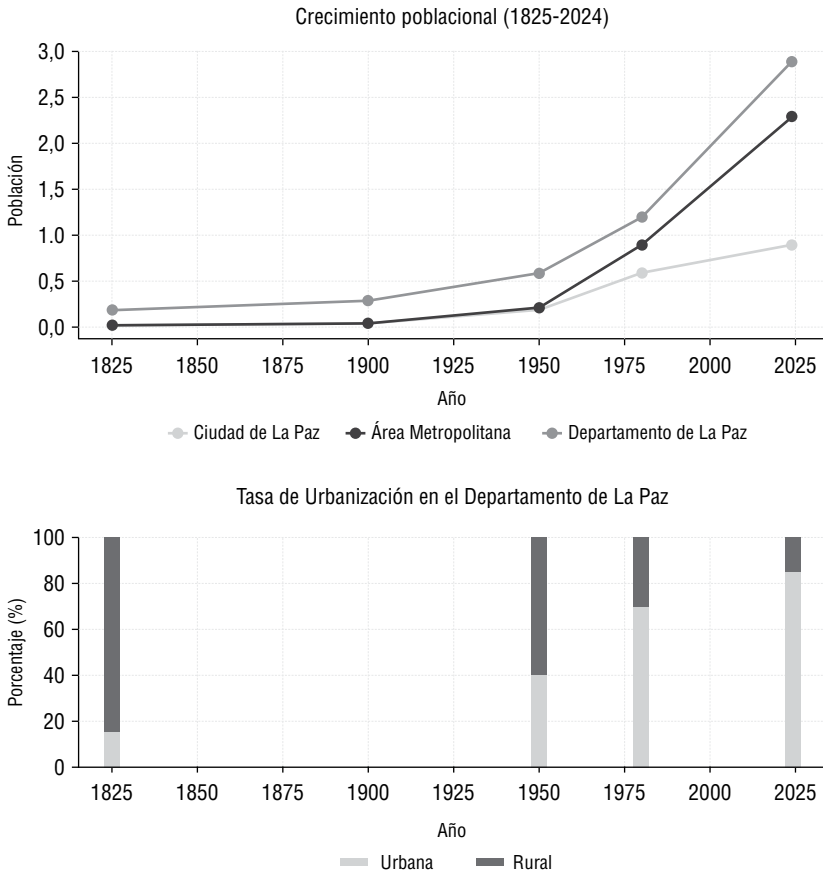 Crecimiento poblacional (1825-2024)
3,0
2,5
2,0
1,5
1.0
0,5
0,0
Población
1825 1850 1875 1900 1925 1950 1975 2000 2025
Año
Ciudad de La Paz Área Metropolitana Departamento de La Paz
Tasa de Urbanización en el Departamento de La Paz
100
80
60
40
20
0
Porcentaje (%)
1825 1850 1875 1900 1925 1950 1975 2000 2025
Año
Urbana Rural